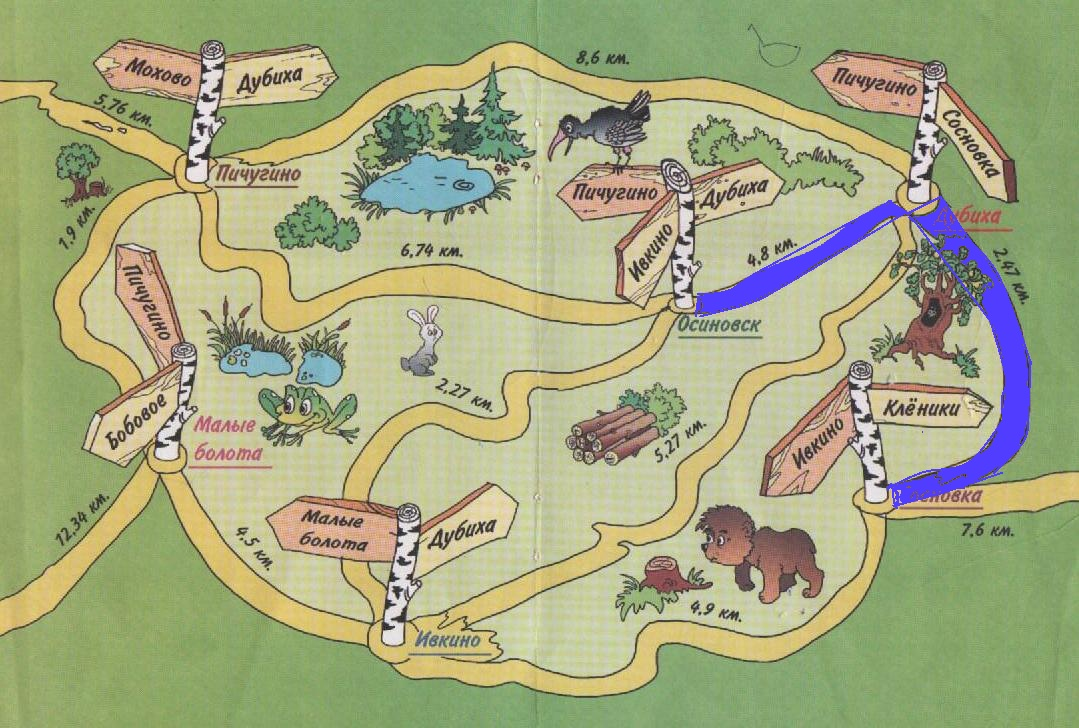 8,6 км.
Мохово
Дубиха
Пичугино
Сосновка
5,76 км.
Пичугино
Пичугино
Дубиха
Ивкино
Дубиха
1,9 км.
6,74 км.
4,8 км.
2,47 км.
Пичугино
Осиновск
2,27 км.
Бобовое
Малые
болота
Клёники
Ивкино
5,27 км.
Сосновка
12,34 км.
4,5 км.
Малые
болота
Дубиха
7,6 км.
4,9 км.
Ивкино